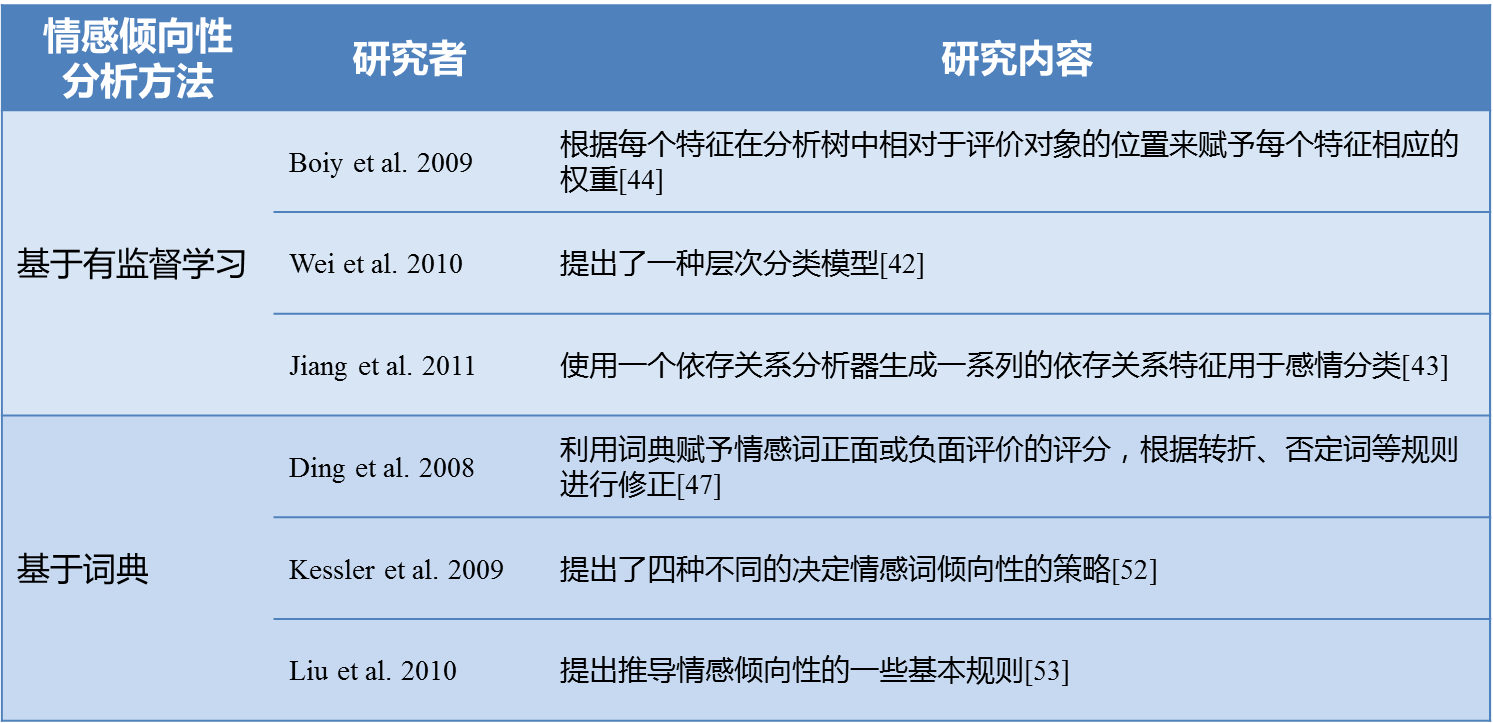 情感倾向性
分析方法
研究者
研究内容
基于有监督学习
Boiy et al. 2009
根据每个特征在分析树中相对于评价对象的位置来赋予每个特征相应的
权重[44]
Wei et al. 2010
提出了一种层次分类模型[42]
Jiang et al. 2011
使用一个依存关系分析器生成一系列的依存关系特征用于感情分类[43]
基于词典
Ding et al. 2008
利用词典赋予情感词正面或负面评价的评分，根据转折、否定词等规则
进行修正[47]
Kessler et al. 2009
提出了四种不同的决定情感词倾向性的策略[52]
Liu et al. 2010
提出推导情感倾向性的一些基本规则[53]